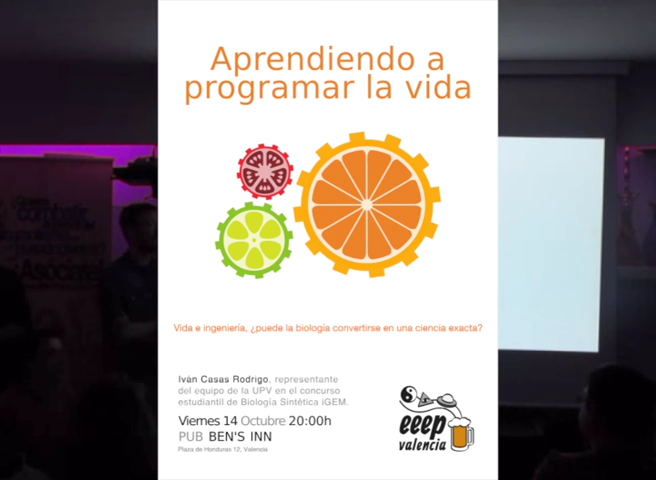 Aprendiendo a
programar la vida
Vida e ingeniería, ¿puede la biología convertirse en una ciencia exacta?
Iván Casas Rodrigo, representante
del equipo de la UPV en el concurso
estudiantil de Biología Sintética iGEM.
Viernes 14 Octubre 20:00h
PUB BEN'S INN
Plaza de Honduras 12, Valencia
eeep
valencia
combatir
Asóciate